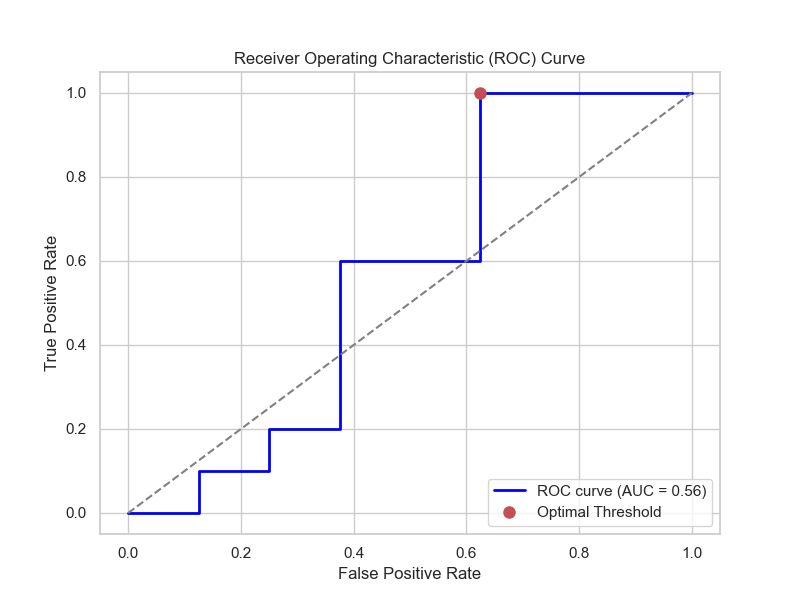 Receiver Operating Characteristic (ROC) Curve
1.0
0.8
0.6
0.4
0.2
0.0
True Positive Rate
0.0 0.2 0.4 0.6 0.8 1.0
False Positive Rate
ROC curve (AUC = 0.56)
Optimal Threshold